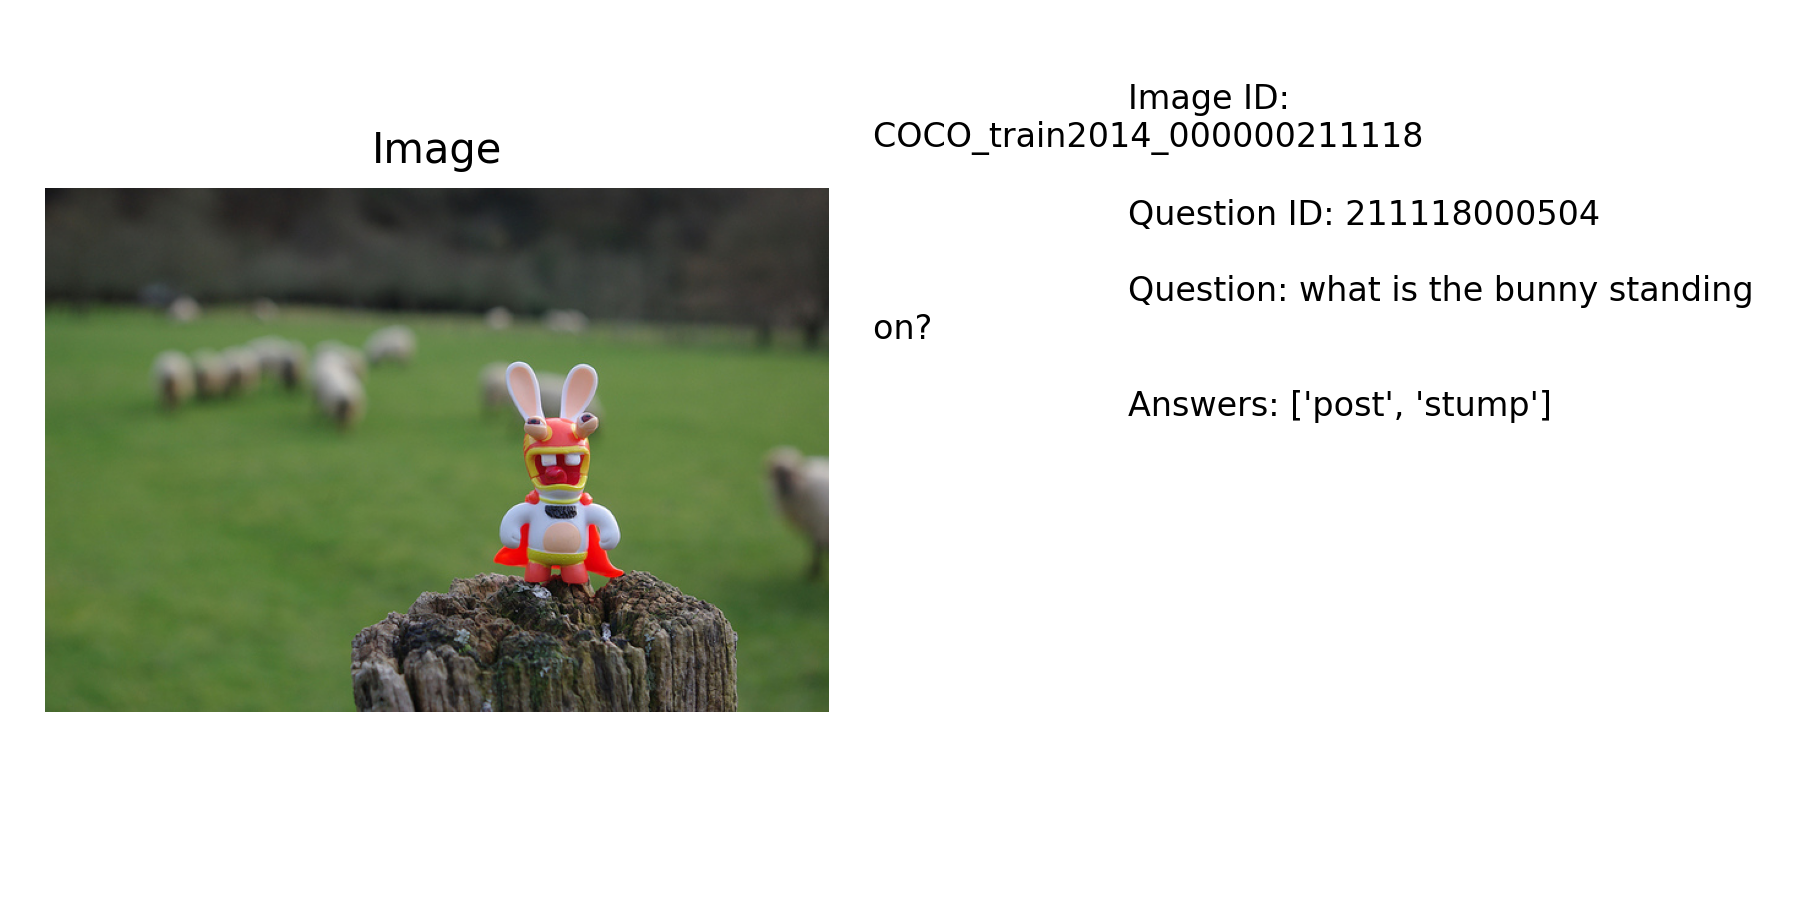 Image
Image ID:
COCO_train2014_000000211118
Question ID: 211118000504
Question: what is the bunny standing
on?
Answers: ['post', 'stump']